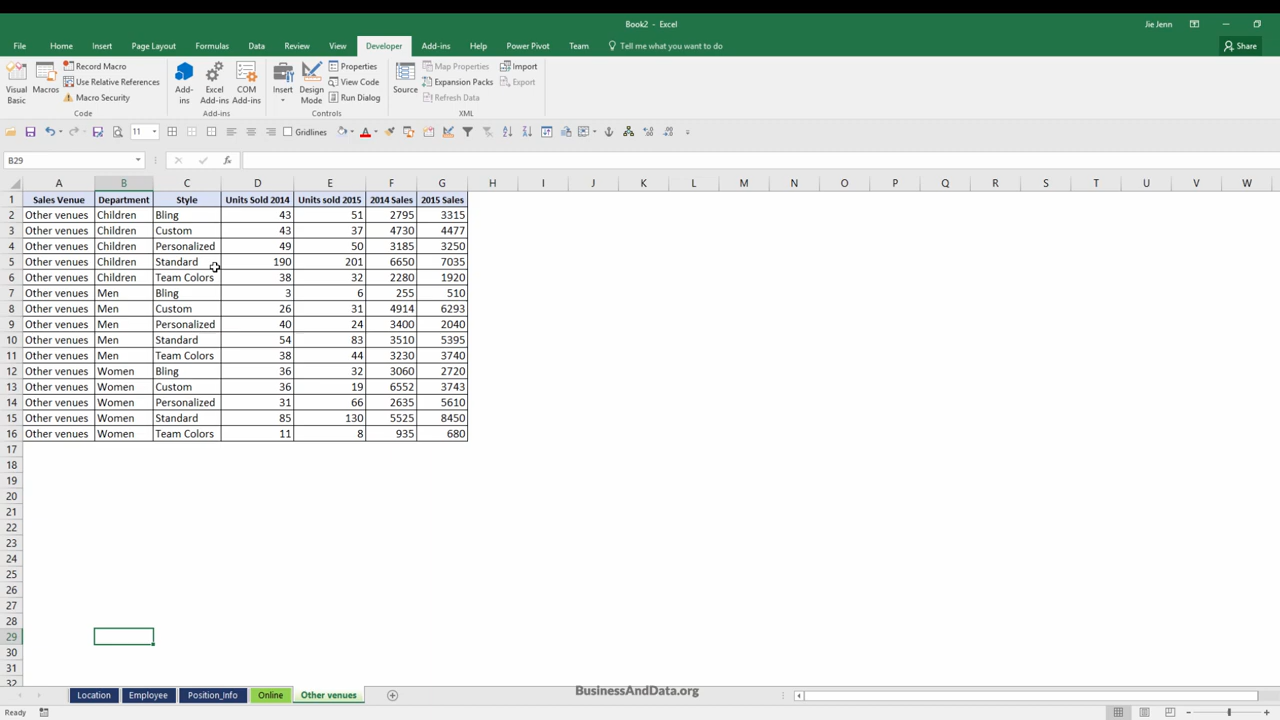 Book2 - Excel
Jie Jenn
File Home Insert Page Layout Formulas Data Review View Developer Add-ins Help Power Pivot Team Tell me what you want to do Share
Visual Basic
Macros
Record Macro
Use Relative References
Macro Security
Code
Add-ins
Excel Add-ins
COM Add-ins
Add-ins
Insert
Design Mode
Properties
View Code
Run Dialog
Controls
Source
Map Properties
Expansion Packs
Refresh Data
Import
Export
XML
11 Gridlines
B29 fx
A B C D E F G H I J K L M N O P Q R S T U V W
1 Sales Venue Department Style Units Sold 2014 Units sold 2015 2014 Sales 2015 Sales
2 Other venues Children Bling 43 51 2795 3315
3 Other venues Children Custom 43 37 4730 4477
4 Other venues Children Personalized 49 50 3185 3250
5 Other venues Children Standard 190 201 6650 7035
6 Other venues Children Team Colors 38 32 2280 1920
7 Other venues Men Bling 3 6 255 510
8 Other venues Men Custom 26 31 4914 6293
9 Other venues Men Personalized 40 24 3400 2040
10 Other venues Men Standard 54 83 3510 5395
11 Other venues Men Team Colors 38 44 3230 3740
12 Other venues Women Bling 36 32 3060 2720
13 Other venues Women Custom 36 19 6552 3743
14 Other venues Women Personalized 31 66 2635 5610
15 Other venues Women Standard 85 130 5525 8450
16 Other venues Women Team Colors 11 8 935 680
17
18
19
20
21
22
23
24
25
26
27
28
29
30
31
32
Location Employee Position_Info Online Other venues
BusinessAndData.org
Ready